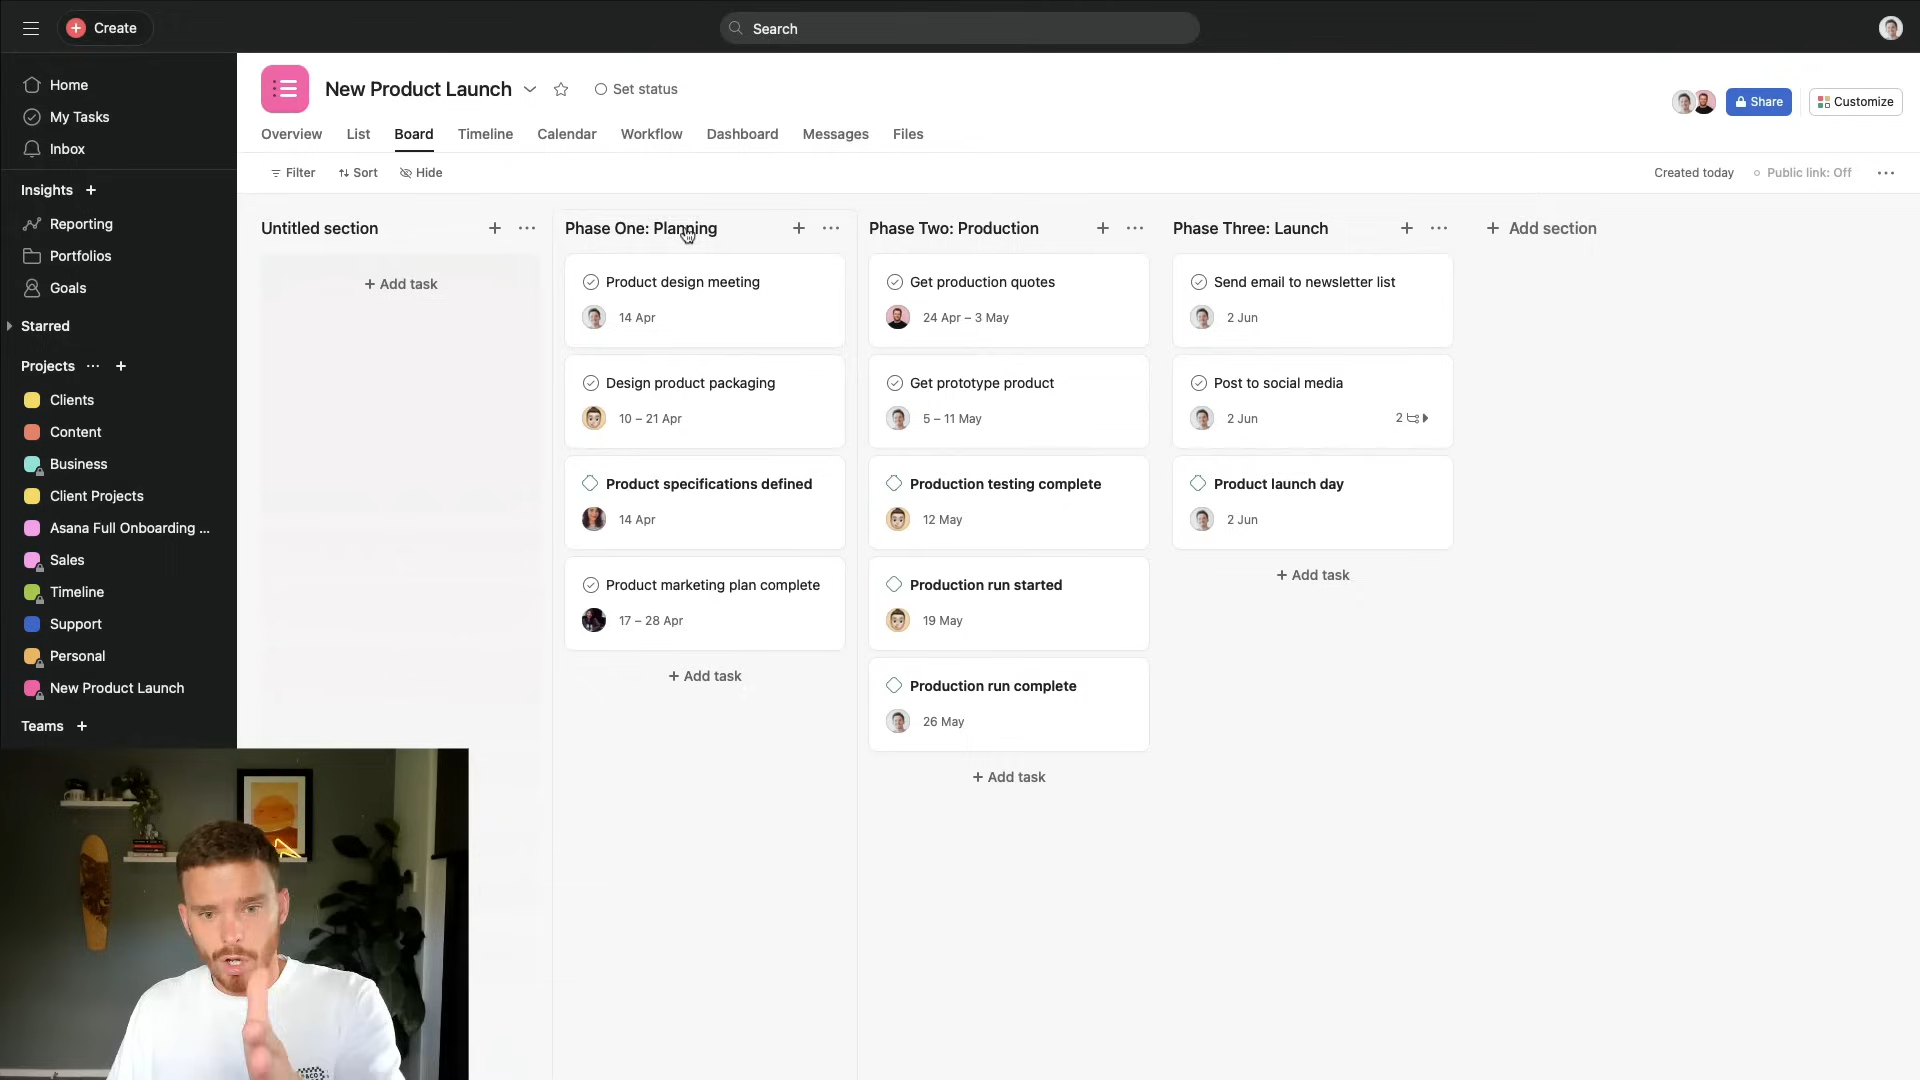 Create
Search
Home
My Tasks
Inbox
Insights +
Reporting
Portfolios
Goals
Starred
Projects ... +
Clients
Content
Business
Client Projects
Asana Full Onboarding ...
Sales
Timeline
Support
Personal
New Product Launch
Teams +
New Product Launch
Set status
Share
Customize
Overview
List
Board
Timeline
Calendar
Workflow
Dashboard
Messages
Files
Filter
Sort
Hide
Created today
Public link: Off
Untitled section
+ Add task
Phase One: Planning
Product design meeting
14 Apr
Design product packaging
10 – 21 Apr
Product specifications defined
14 Apr
Product marketing plan complete
17 – 28 Apr
+ Add task
Phase Two: Production
Get production quotes
24 Apr – 3 May
Get prototype product
5 – 11 May
Production testing complete
12 May
Production run started
19 May
Production run complete
26 May
+ Add task
Phase Three: Launch
Send email to newsletter list
2 Jun
Post to social media
2 Jun
2
Product launch day
2 Jun
+ Add task
+ Add section